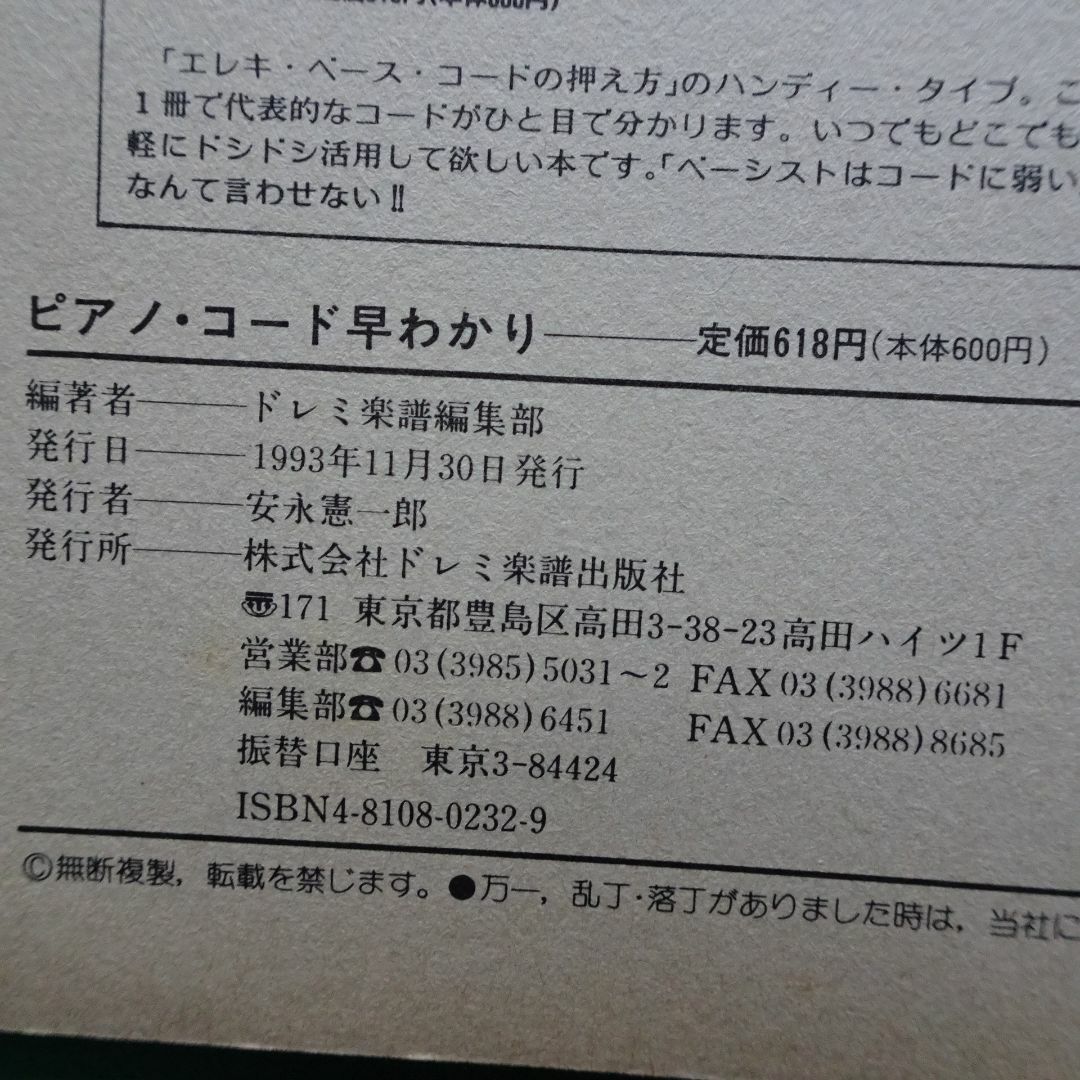 「エレキ・ベース・コードの押え方」のハンディー・タイプ。こ
1冊で代表的なコードがひと目で分かります。いつでもどこでも
軽にドシドシ活用して欲しい本です。「ベーシストはコードに弱い
なんて言わせない!!
ピアノ・コード早わかり――――定価618円(本体600円)
編著者―――ドレミ楽譜編集部
発行日―――1993年11月30日発行
発行者―――安永憲一郎
発行所―――株式会社ドレミ楽譜出版社
〠171 東京都豊島区高田3-38-23高田ハイツ1F
営業部☎03(3985)5031～2 FAX03(3988)6681
編集部☎03(3988)6451 FAX03(3988)8685
振替口座 東京3-84424
ISBN4-8108-0232-9
©無断複製，転載を禁じます。●万一，乱丁・落丁がありました時は，当社に